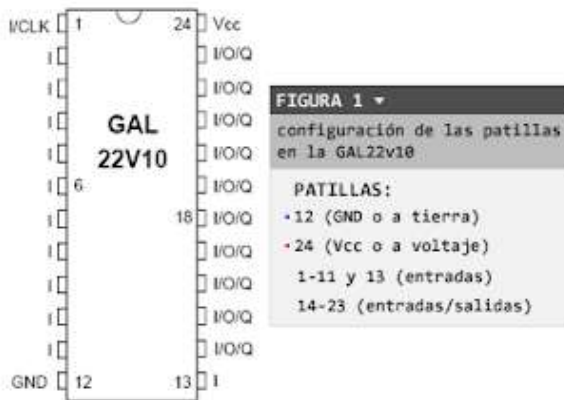 I/CLK 1 24 Vcc
I I/O/Q
I I/O/Q
I GAL I/O/Q
I 22V10 I/O/Q
I 6 I/O/Q
I 18 I/O/Q
I I/O/Q
I I/O/Q
I I/O/Q
I I/O/Q
GND 12 13 I
FIGURA 1
configuración de las patillas
en la GAL22v10
PATILLAS:
12 (GND o a tierra)
24 (Vcc o a voltaje)
1-11 y 13 (entradas)
14-23 (entradas/salidas)